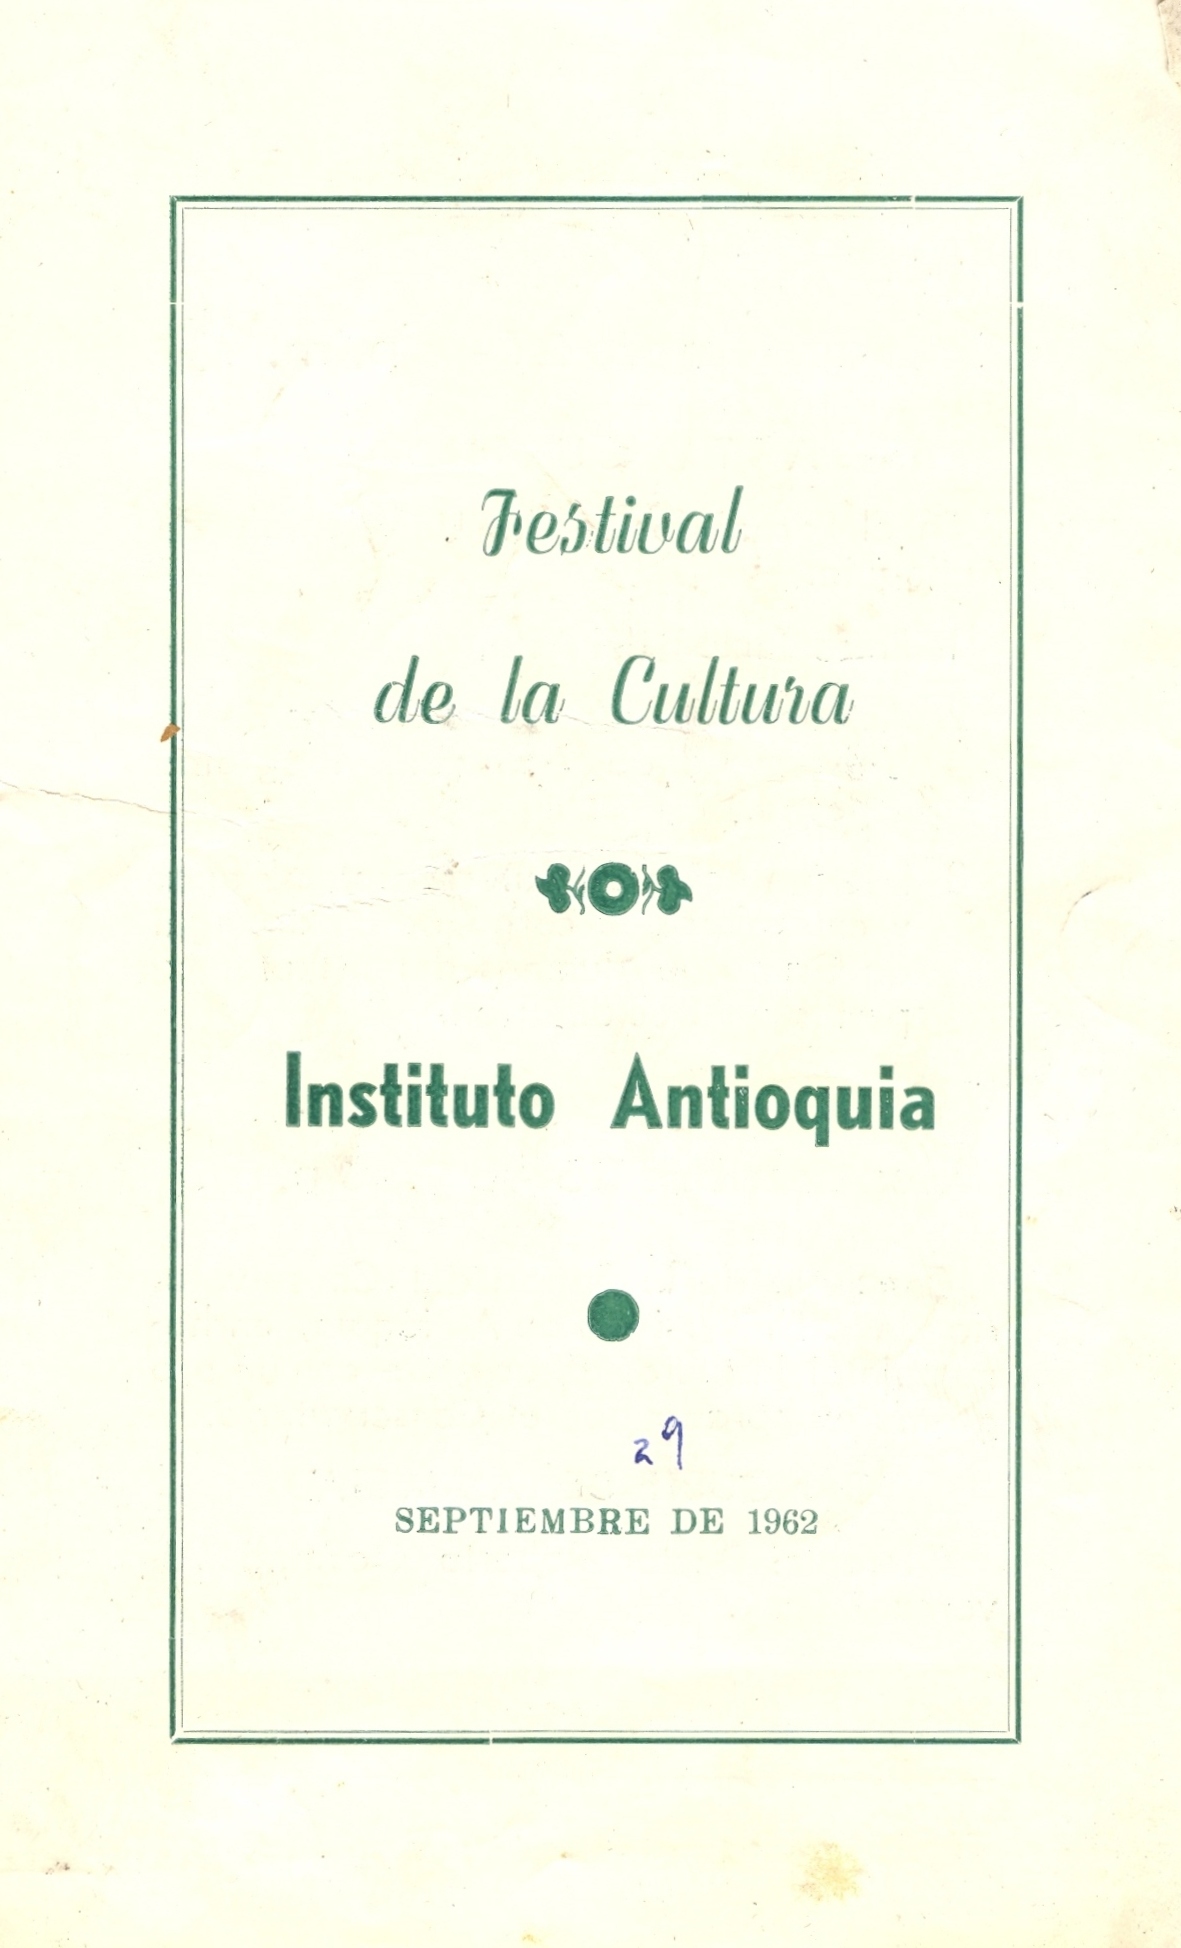 Festival
de la Cultura
Instituto Antioquia
29
SEPTIEMBRE DE 1962